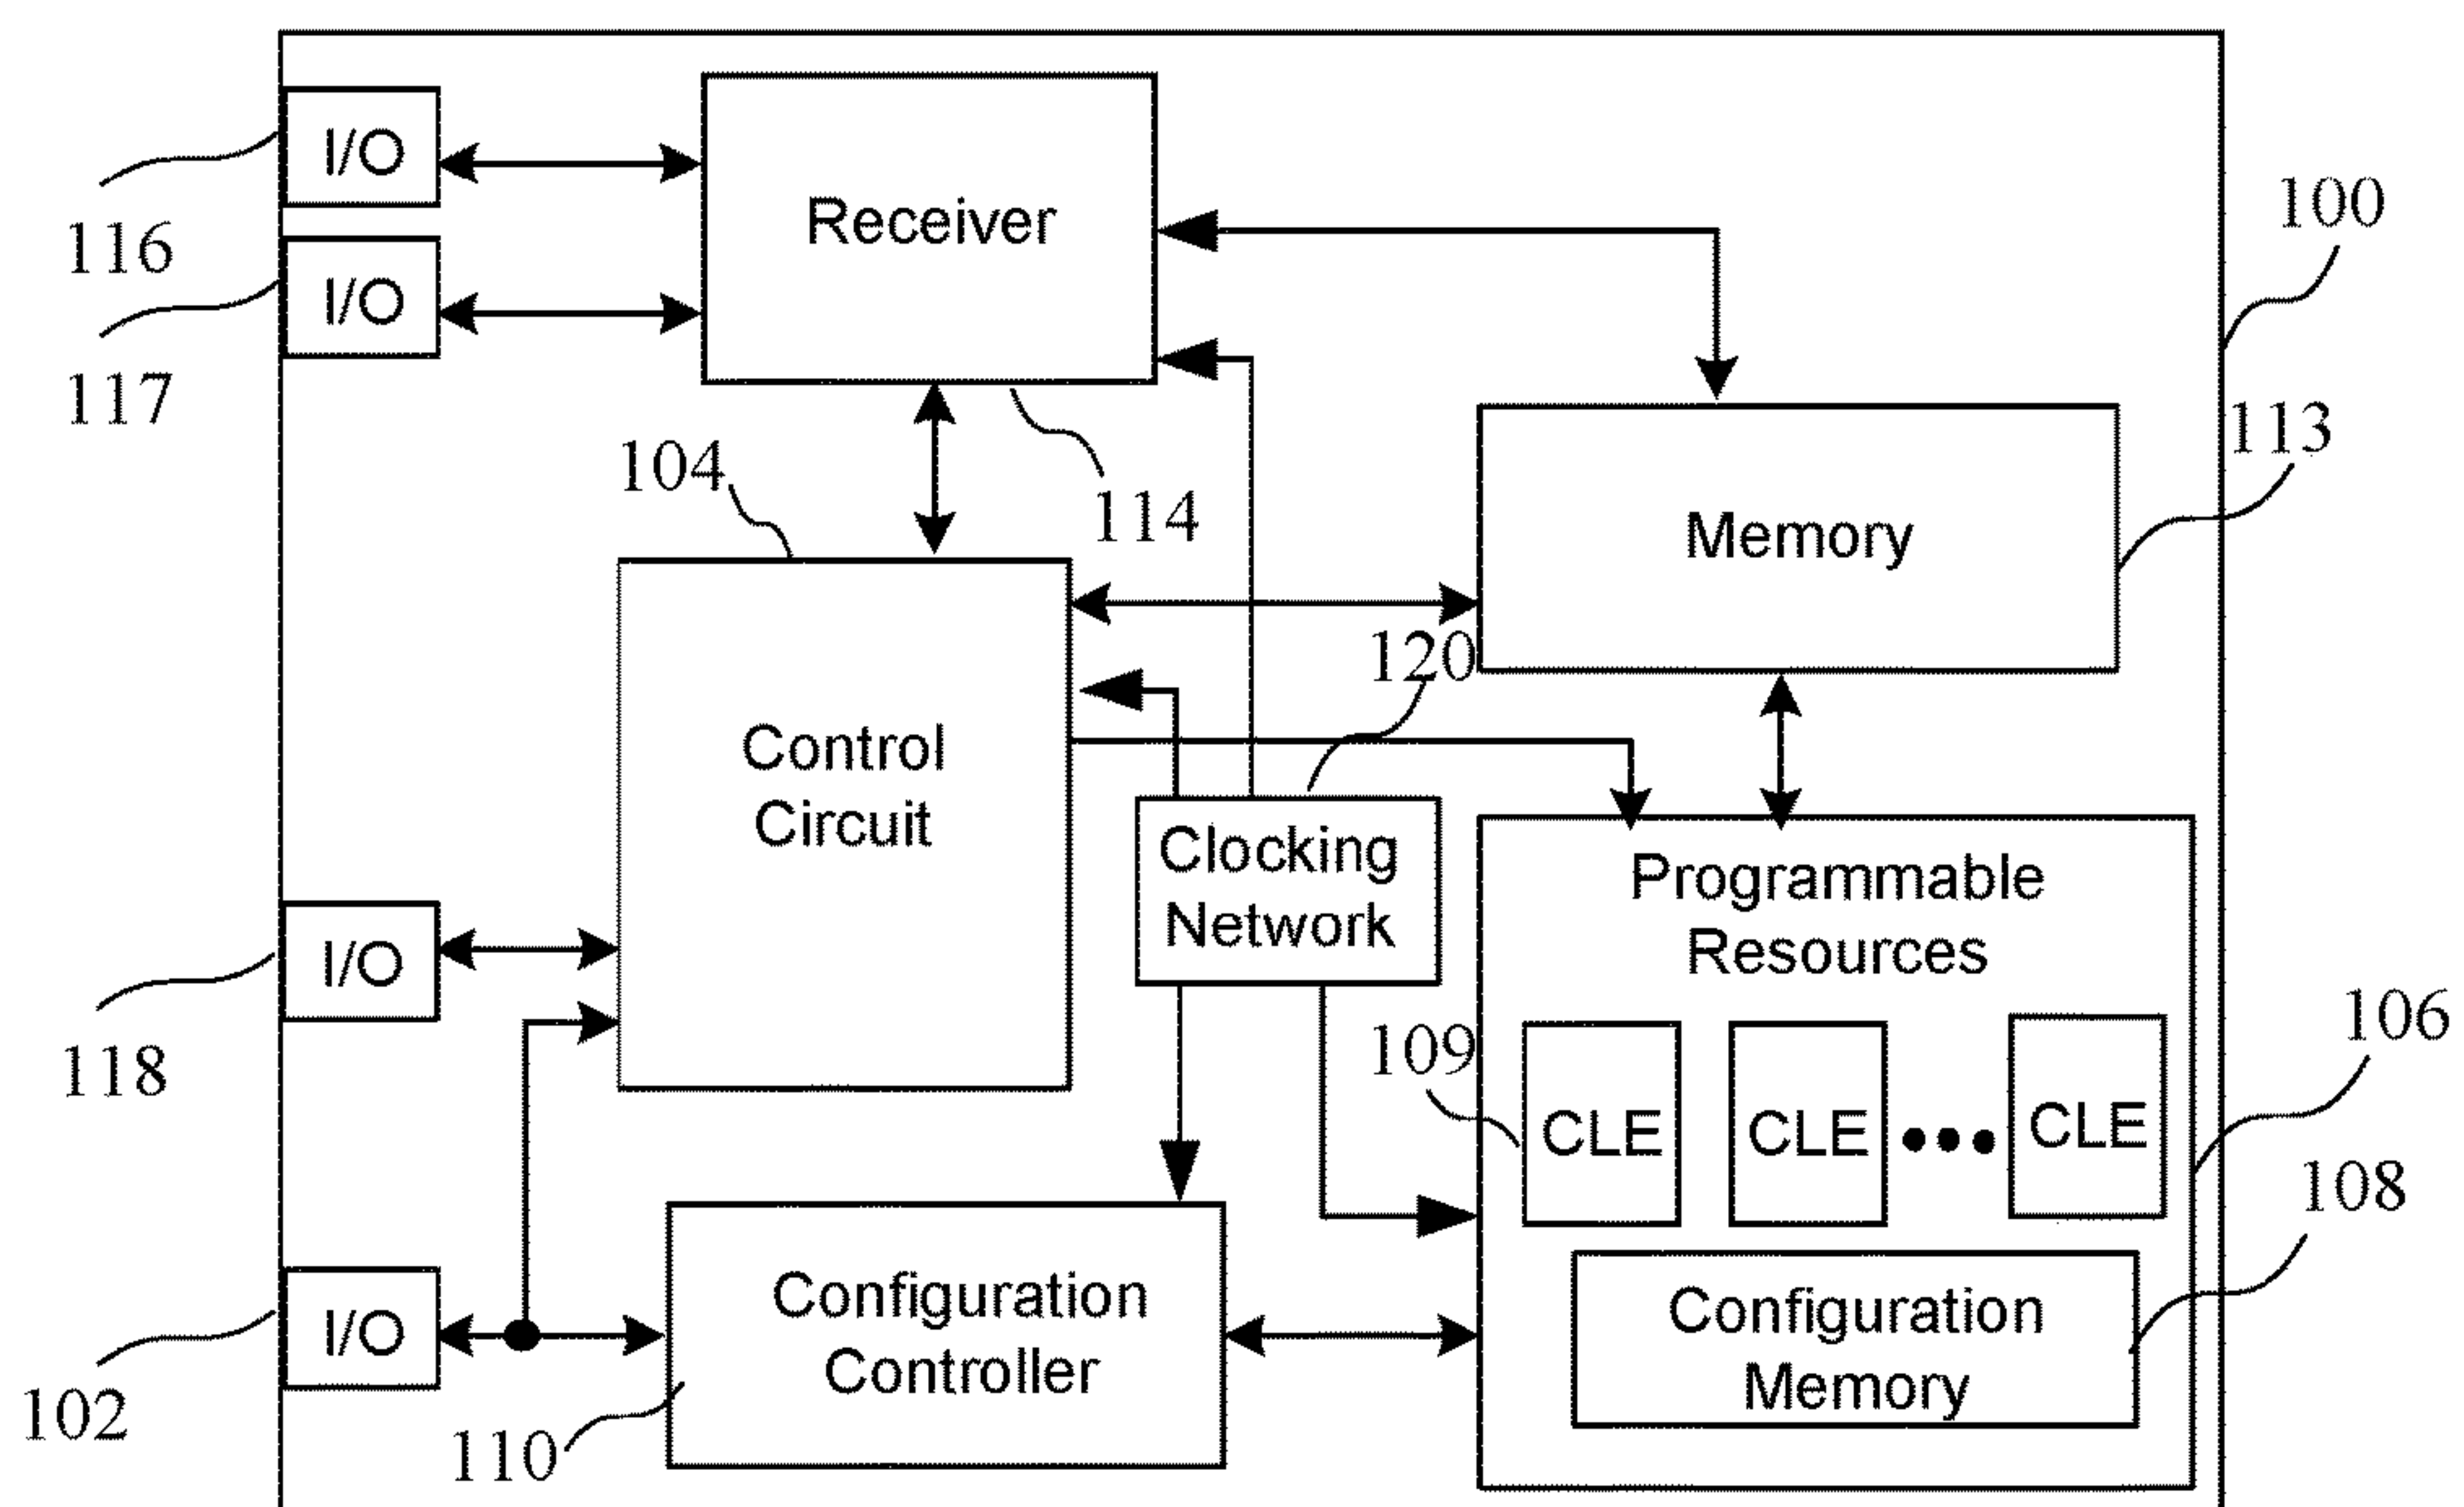 I/O
116
I/O
117
Receiver
114
100
104
113
Memory
120
Control
Circuit
Clocking
Network
Programmable
Resources
I/O
118
109
CLE
CLE
CLE
106
108
Configuration
Memory
I/O
102
Configuration
Controller
110